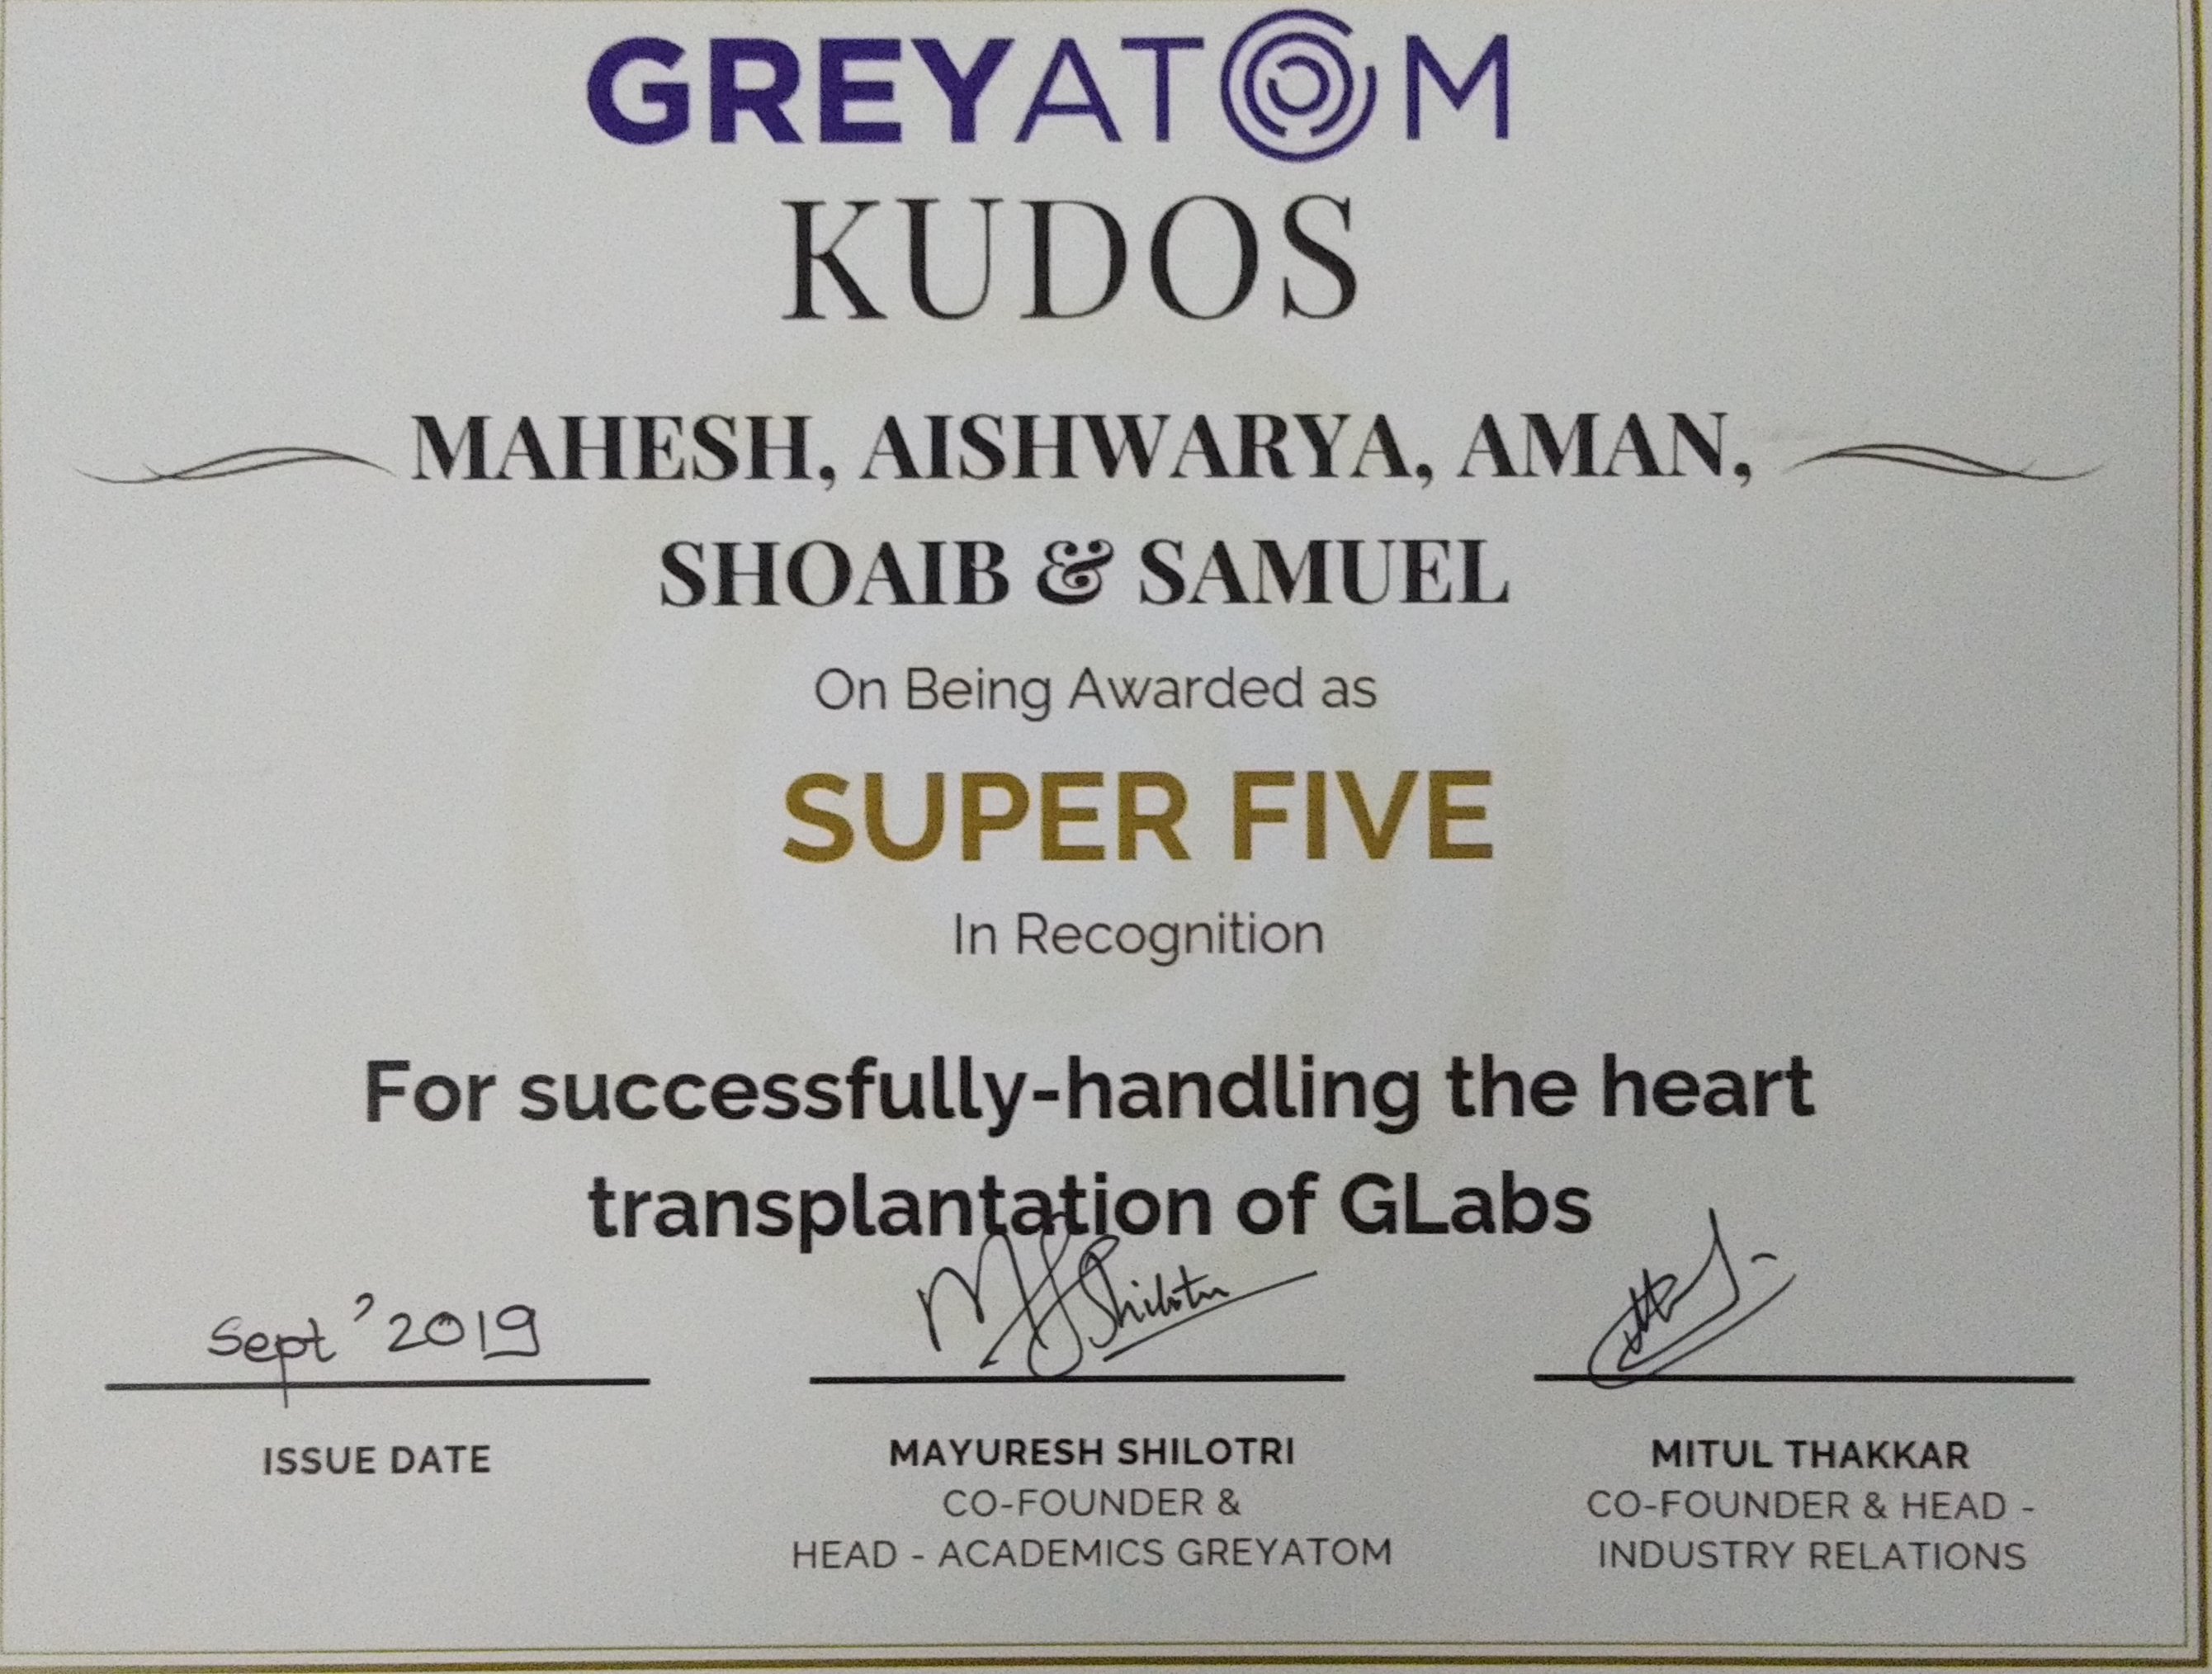 GREYATOM
KUDOS
MAHESH, AISHWARYA, AMAN,
SHOAIB & SAMUEL
On Being Awarded as
SUPER FIVE
In Recognition
For successfully-handling the heart
transplantation of GLabs
Sept '2019
M Shilotri
ISSUE DATE
MAYURESH SHILOTRI
CO-FOUNDER &
HEAD - ACADEMICS GREYATOM
MITUL THAKKAR
CO-FOUNDER & HEAD -
INDUSTRY RELATIONS